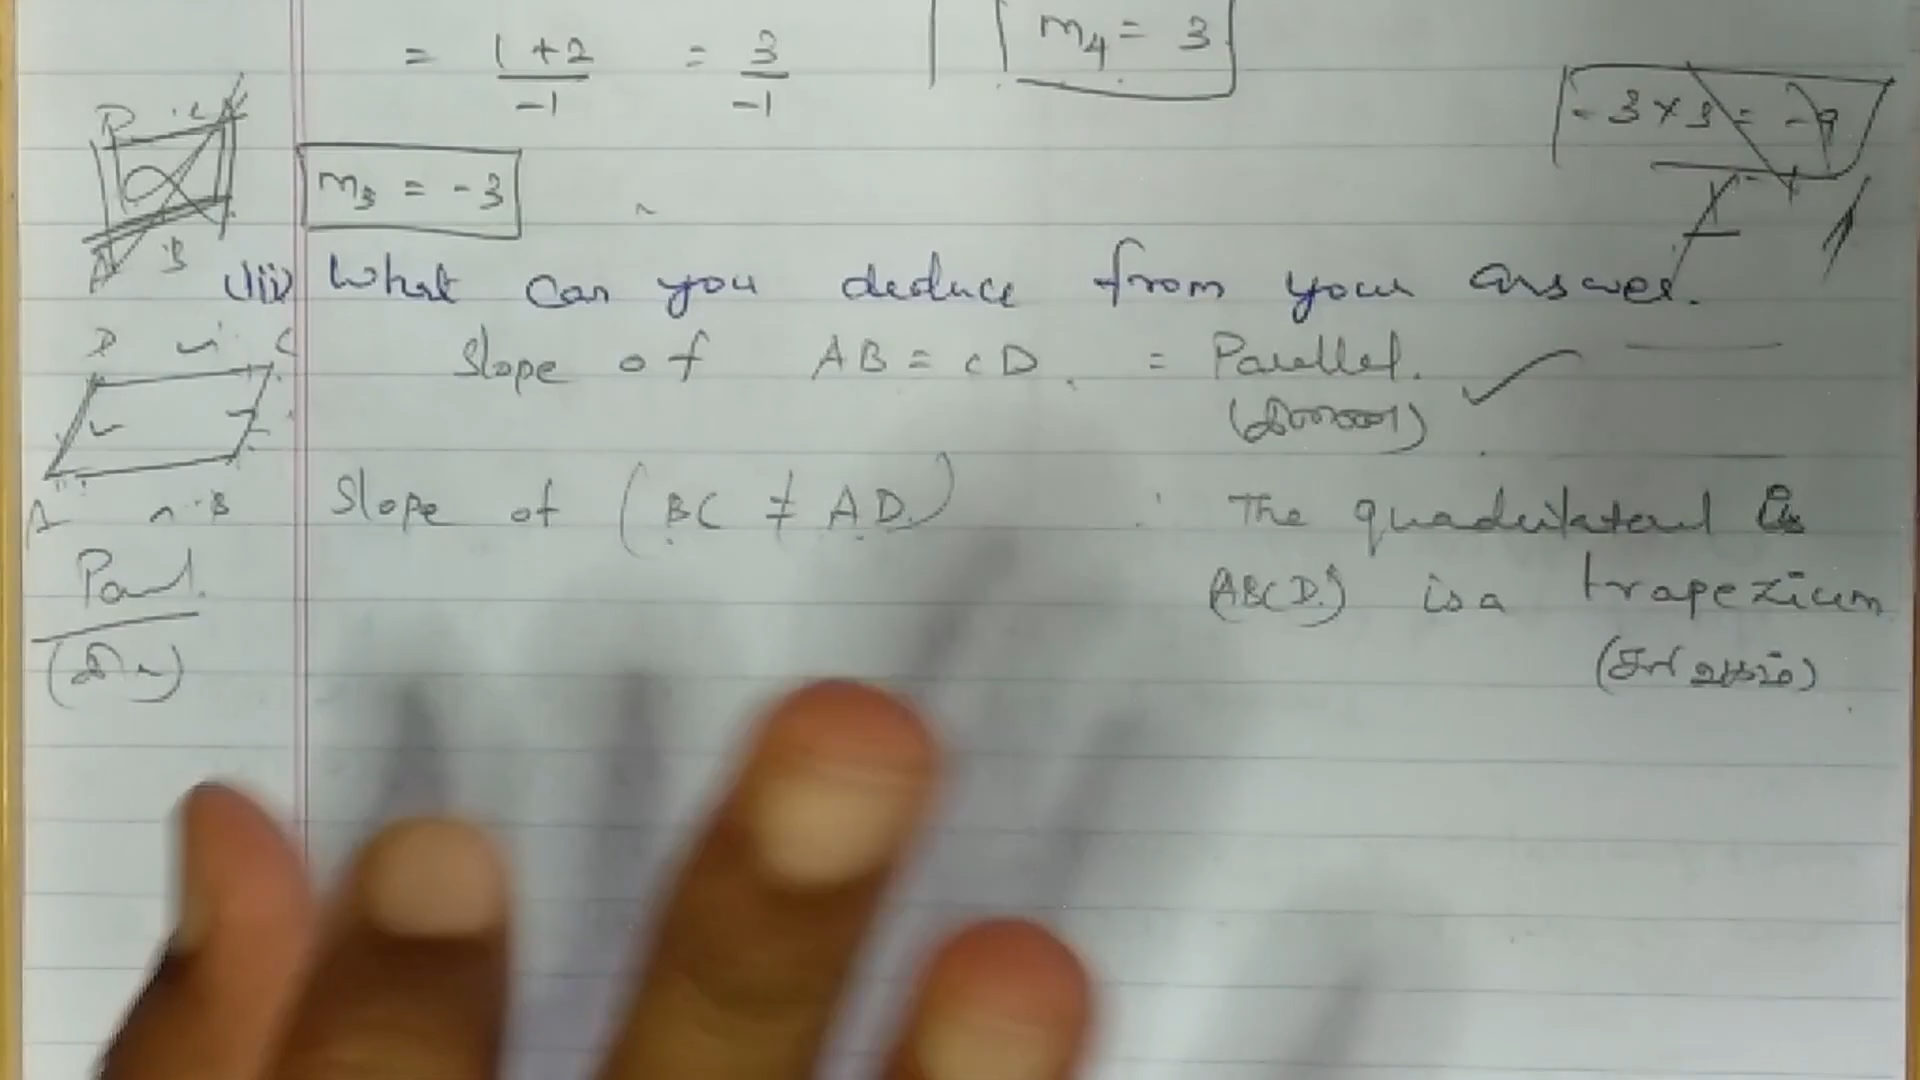 = 1+2 / -1 = 3 / -1
m4 = 3
-3 x 3 = -9
m3 = -3
D C
A B
(iii) What can you deduce from your answer.
D C
Slope of AB = CD. = Parallel.
Slope of (BC ≠ AD) ∴ The quadrilateral
A B
(ABCD) is a trapezium